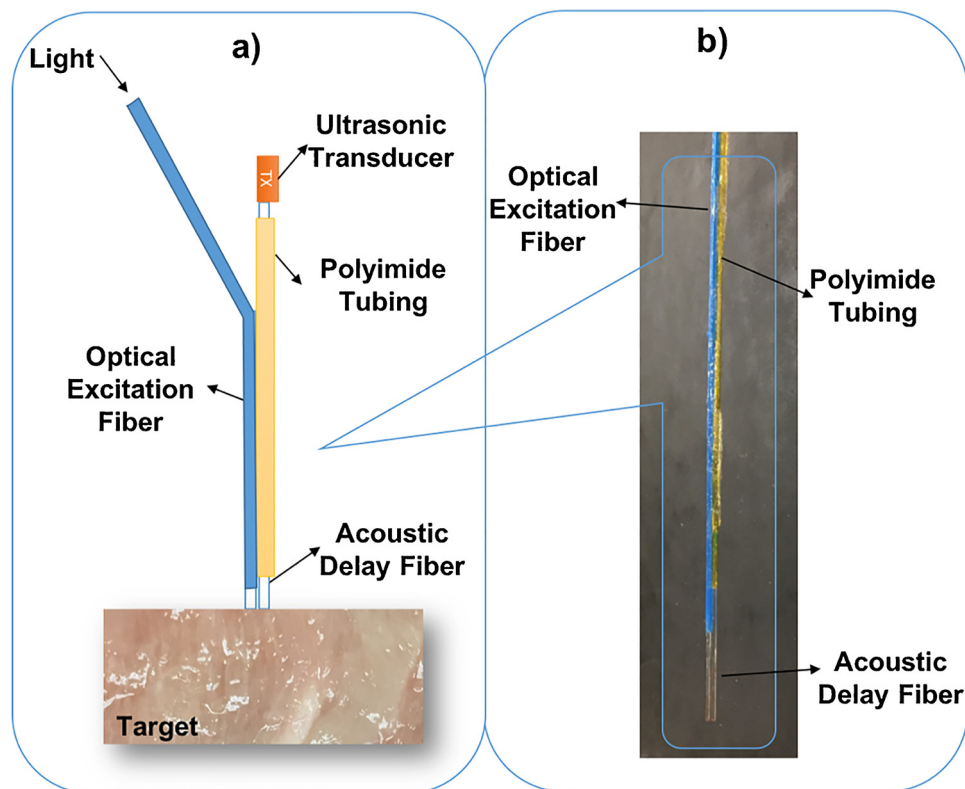 a)
Light
Ultrasonic
Transducer
TX
Polyimide
Tubing
Optical
Excitation
Fiber
Acoustic
Delay Fiber
Target
b)
Optical
Excitation
Fiber
Polyimide
Tubing
Acoustic
Delay Fiber